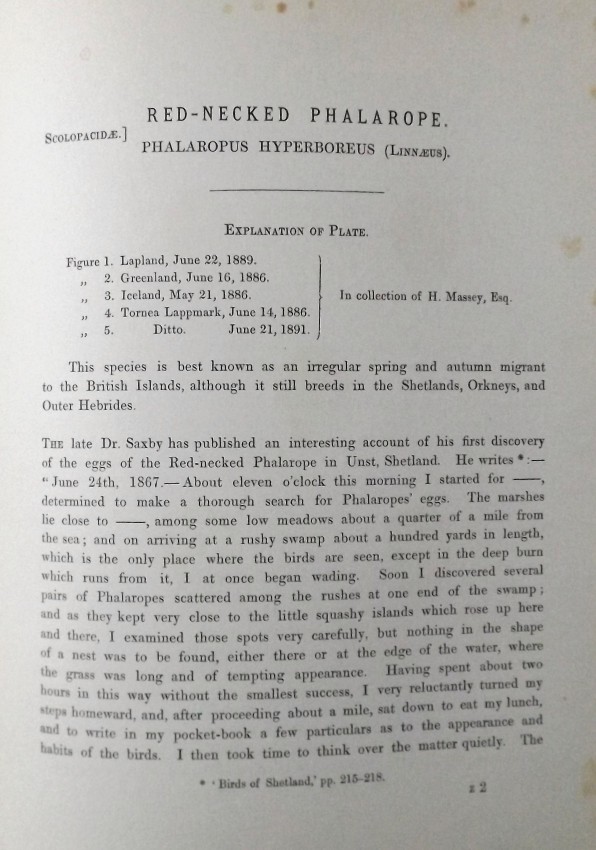 RED-NECKED PHALAROPE.
SCOLOPACIDÆ.]
PHALAROPUS HYPERBOREUS (LINNÆUS).
EXPLANATION OF PLATE.
Figure 1. Lapland, June 22, 1889.
„ 2. Greenland, June 16, 1886.
„ 3. Iceland, May 21, 1886.
„ 4. Tornea Lappmark, June 14, 1886.
„ 5. Ditto. June 21, 1891.
In collection of H. Massey, Esq.
This species is best known as an irregular spring and autumn migrant
to the British Islands, although it still breeds in the Shetlands, Orkneys, and
Outer Hebrides.
THE late Dr. Saxby has published an interesting account of his first discovery
of the eggs of the Red-necked Phalarope in Unst, Shetland. He writes * :—
"June 24th, 1867.—About eleven o'clock this morning I started for ——,
determined to make a thorough search for Phalaropes' eggs. The marshes
lie close to ——, among some low meadows about a quarter of a mile from
the sea; and on arriving at a rushy swamp about a hundred yards in length,
which is the only place where the birds are seen, except in the deep burn
which runs from it, I at once began wading. Soon I discovered several
pairs of Phalaropes scattered among the rushes at one end of the swamp;
and as they kept very close to the little squashy islands which rose up here
and there, I examined those spots very carefully, but nothing in the shape
of a nest was to be found, either there or at the edge of the water, where
the grass was long and of tempting appearance. Having spent about two
hours in this way without the smallest success, I very reluctantly turned my
steps homeward, and, after proceeding about a mile, sat down to eat my lunch,
and to write in my pocket-book a few particulars as to the appearance and
habits of the birds. I then took time to think over the matter quietly. The
* 'Birds of Shetland,' pp. 215-218.
z 2